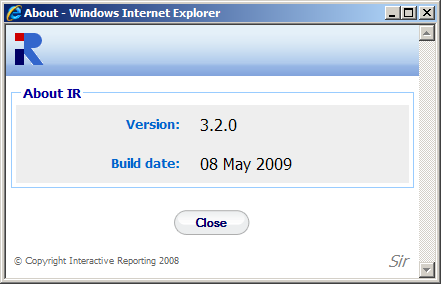 About - Windows Internet Explorer
IR
About IR
Version: 3.2.0
Build date: 08 May 2009
Close
© Copyright Interactive Reporting 2008 Sir